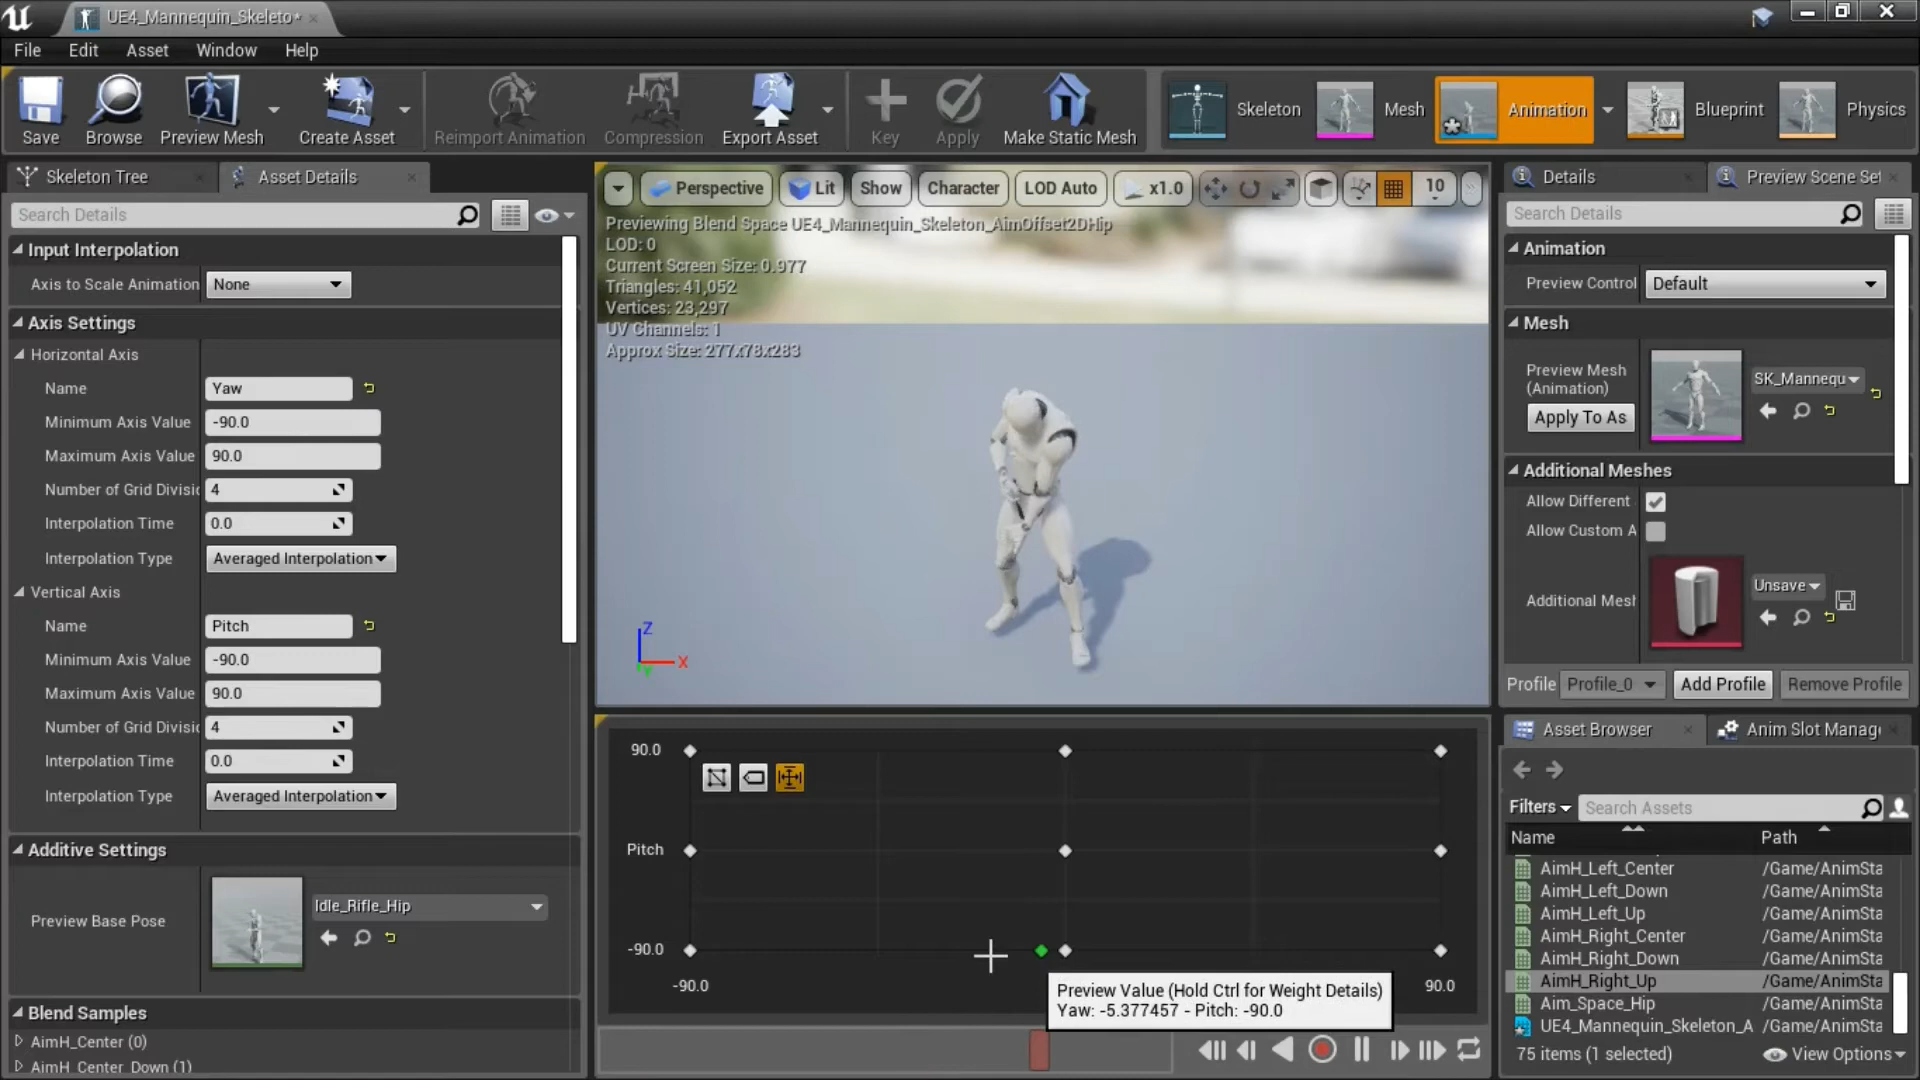 UE4_Mannequin_Skeleto*
File Edit Asset Window Help
Save Browse Preview Mesh Create Asset Reimport Animation Compression Export Asset Key Apply Make Static Mesh Skeleton Mesh Animation Blueprint Physics
Skeleton Tree Asset Details
Search Details
Input Interpolation
Axis to Scale Animation None
Axis Settings
Horizontal Axis
Name Yaw
Minimum Axis Value -90.0
Maximum Axis Value 90.0
Number of Grid Divisi 4
Interpolation Time 0.0
Interpolation Type Averaged Interpolation
Vertical Axis
Name Pitch
Minimum Axis Value -90.0
Maximum Axis Value 90.0
Number of Grid Divisi 4
Interpolation Time 0.0
Interpolation Type Averaged Interpolation
Additive Settings
Preview Base Pose Idle_Rifle_Hip
Blend Samples
AimH_Center (0)
AimH_Center_Down (1)
Perspective Lit Show Character LOD Auto x1.0 10
Previewing Blend Space UE4_Mannequin_Skeleton_AimOffset2DHip
LOD: 0
Current Screen Size: 0.977
Triangles: 41,052
Vertices: 23,297
UV Channels: 1
Approx Size: 277x78x283
Z
X
Y
90.0
Pitch
-90.0
-90.0 90.0
Preview Value (Hold Ctrl for Weight Details)
Yaw: -5.377457 - Pitch: -90.0
Details Preview Scene Set
Search Details
Animation
Preview Control Default
Mesh
Preview Mesh
(Animation)
SK_Mannequ
Apply To As
Additional Meshes
Allow Different
Allow Custom A
Additional Mesh
Unsave
Profile Profile_0 Add Profile Remove Profile
Asset Browser Anim Slot Manag
Filters Search Assets
Name Path
AimH_Left_Center /Game/AnimSta
AimH_Left_Down /Game/AnimSta
AimH_Left_Up /Game/AnimSta
AimH_Right_Center /Game/AnimSta
AimH_Right_Down /Game/AnimSta
AimH_Right_Up /Game/AnimSta
Aim_Space_Hip /Game/AnimSta
UE4_Mannequin_Skeleton_A /Game/AnimSta
75 items (1 selected) View Options